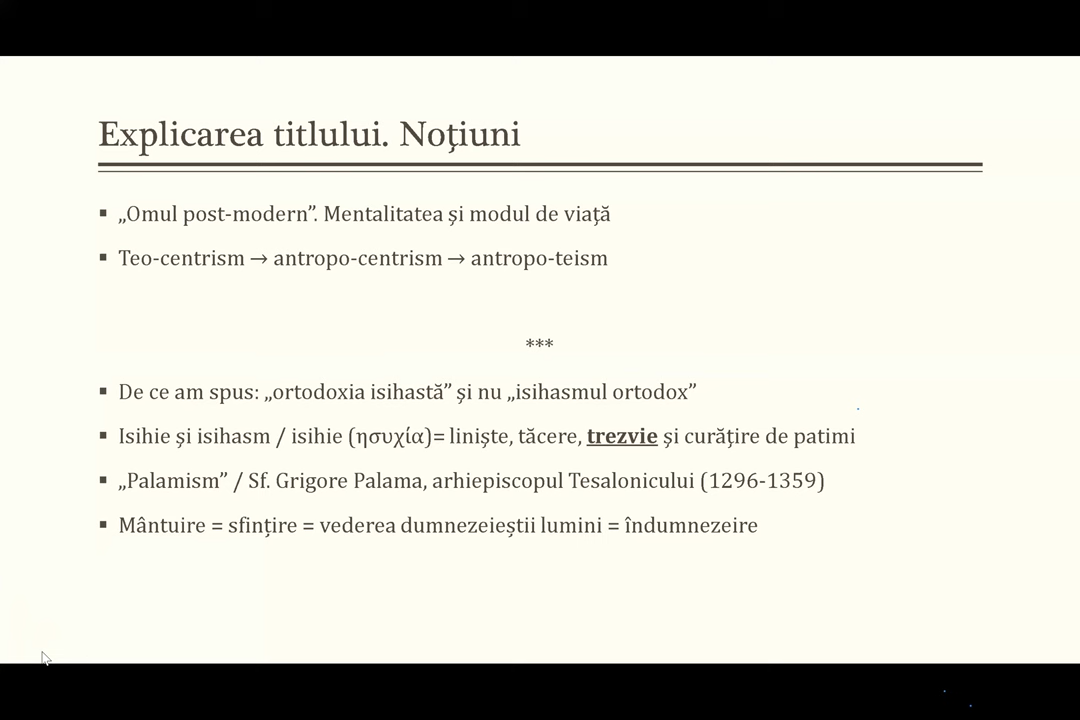 Explicarea titlului. Noţiuni
▪ „Omul post-modern”. Mentalitatea şi modul de viaţă
▪ Teo-centrism → antropo-centrism → antropo-teism
***
▪ De ce am spus: „ortodoxia isihastă” şi nu „isihasmul ortodox”
▪ Isihie şi isihasm / isihie (ησυχία)= linişte, tăcere, trezvie şi curăţire de patimi
▪ „Palamism” / Sf. Grigore Palama, arhiepiscopul Tesalonicului (1296-1359)
▪ Mântuire = sfințire = vederea dumnezeieștii lumini = îndumnezeire